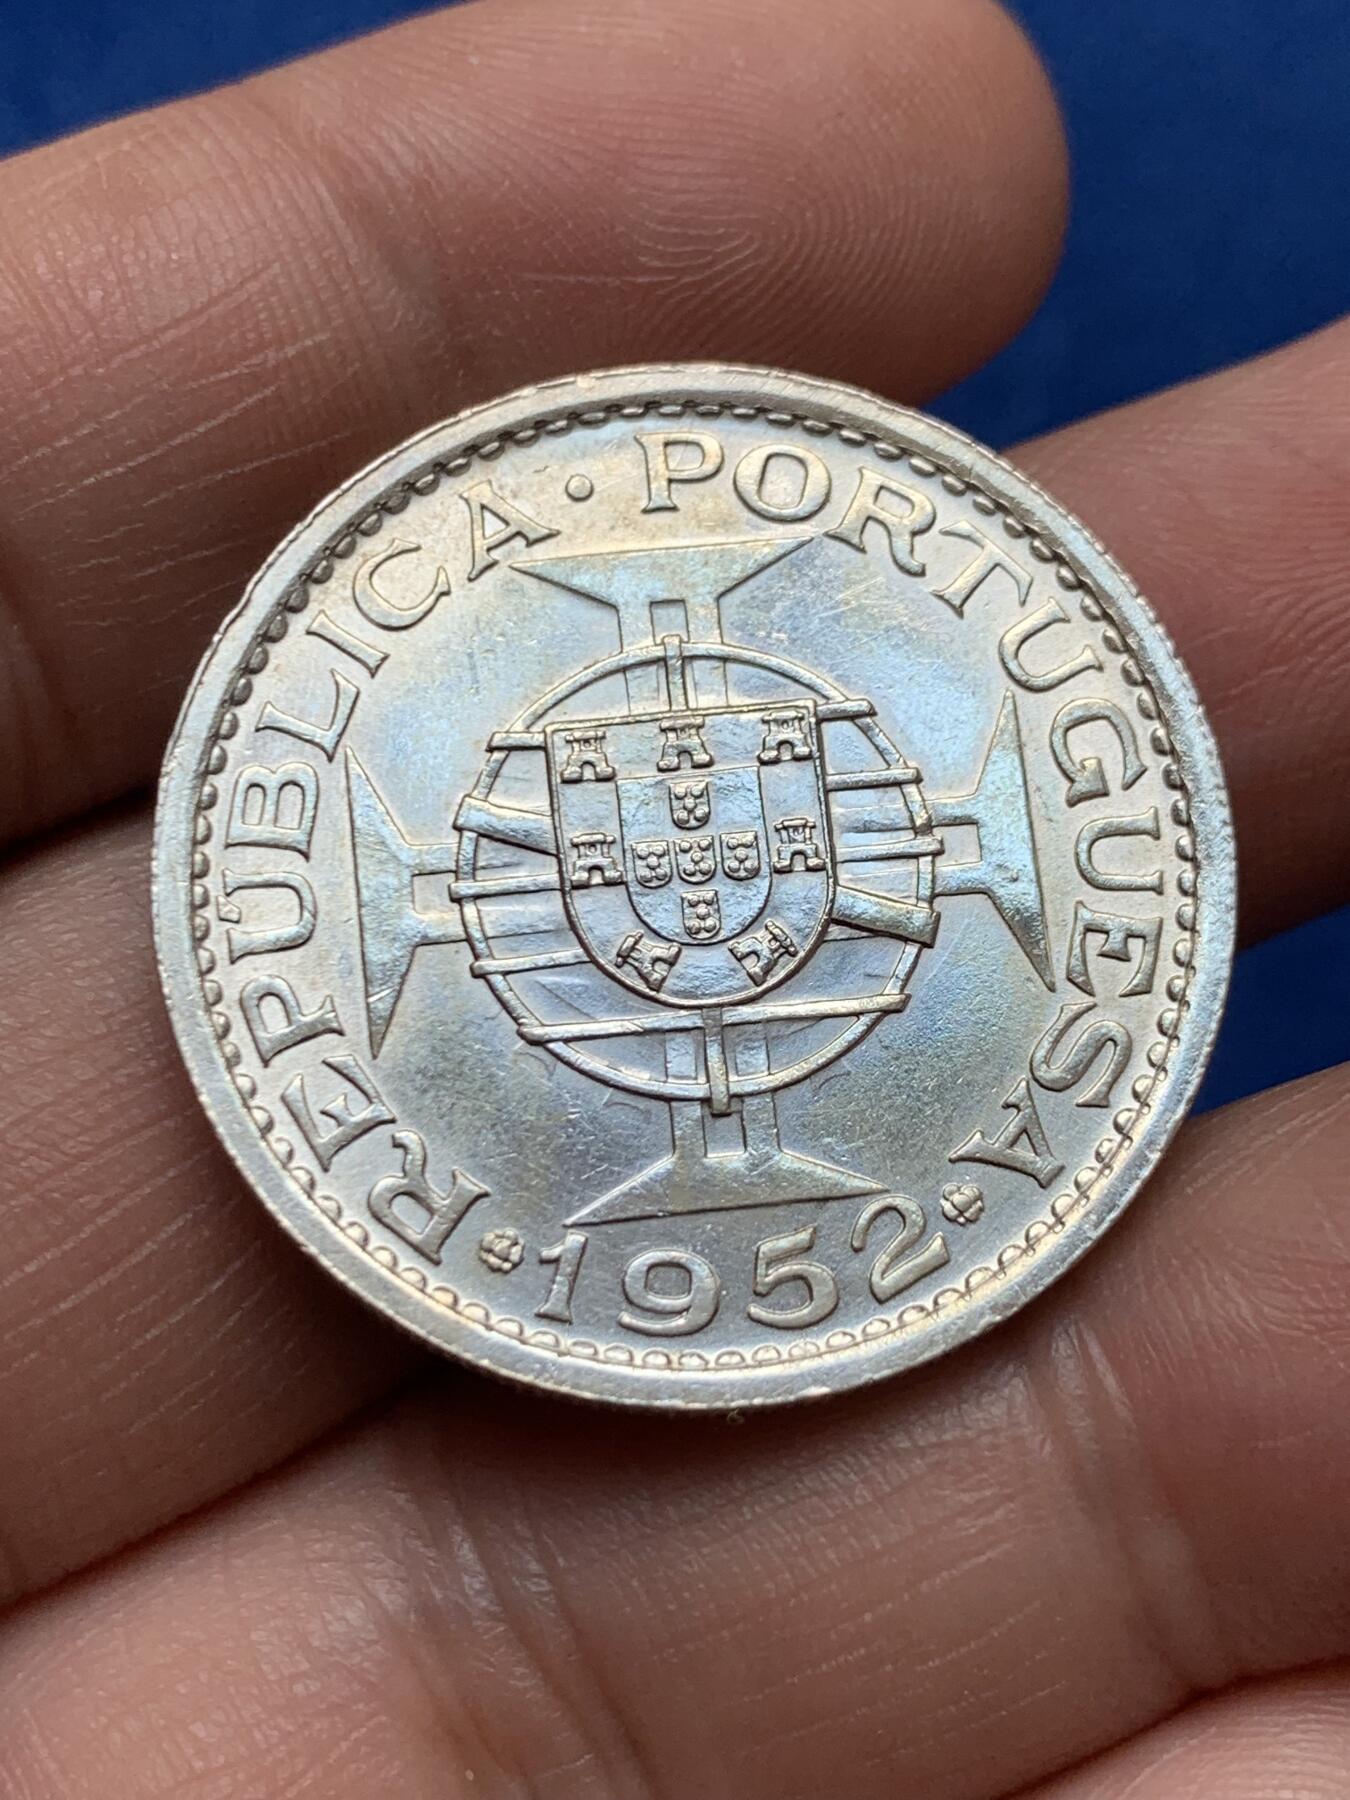 REPÚBLICA · PORTUGUESA
1952